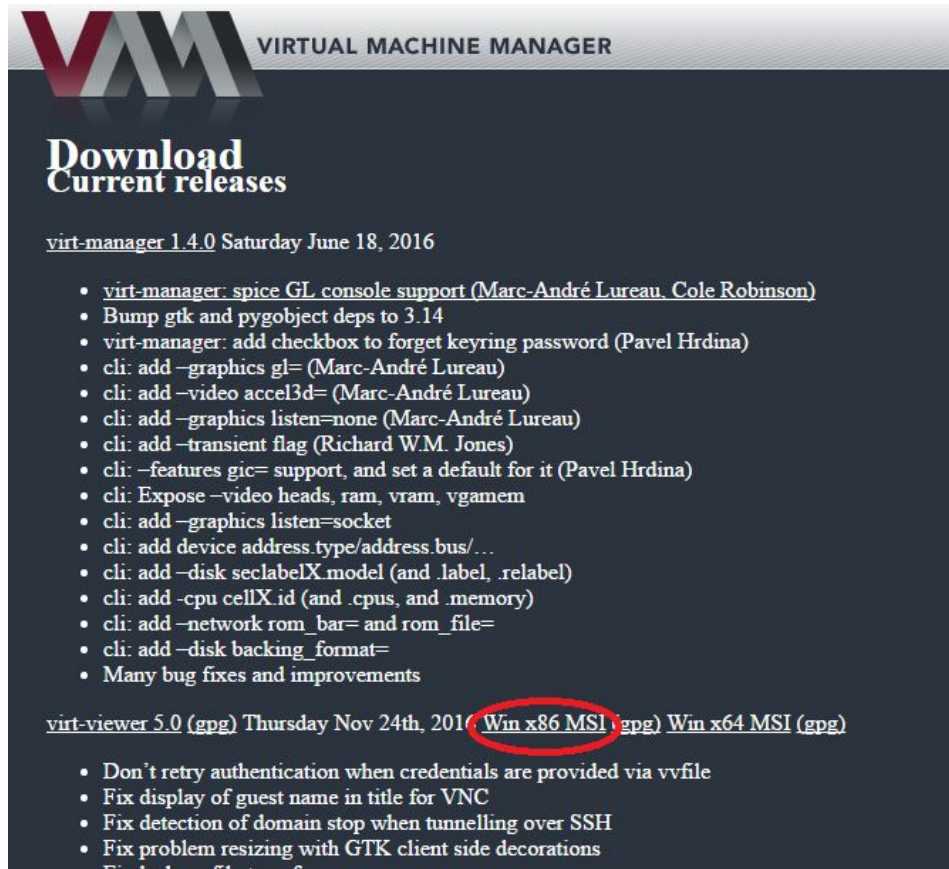 VIRTUAL MACHINE MANAGER
Download
Current releases
virt-manager 1.4.0 Saturday June 18, 2016
• virt-manager: spice GL console support (Marc-André Lureau, Cole Robinson)
• Bump gtk and pygobject deps to 3.14
• virt-manager: add checkbox to forget keyring password (Pavel Hrdina)
• cli: add –graphics gl= (Marc-André Lureau)
• cli: add –video accel3d= (Marc-André Lureau)
• cli: add –graphics listen=none (Marc-André Lureau)
• cli: add –transient flag (Richard W.M. Jones)
• cli: –features gic= support, and set a default for it (Pavel Hrdina)
• cli: Expose –video heads, ram, vram, vgamem
• cli: add –graphics listen=socket
• cli: add device address.type/address.bus/…
• cli: add –disk seclabelX.model (and .label, .relabel)
• cli: add -cpu cellX.id (and .cpus, and .memory)
• cli: add –network rom_bar= and rom_file=
• cli: add –disk backing_format=
• Many bug fixes and improvements
virt-viewer 5.0 (gpg) Thursday Nov 24th, 2016 Win x86 MSI (gpg) Win x64 MSI (gpg)
• Don’t retry authentication when credentials are provided via vvfile
• Fix display of guest name in title for VNC
• Fix detection of domain stop when tunnelling over SSH
• Fix problem resizing with GTK client side decorations